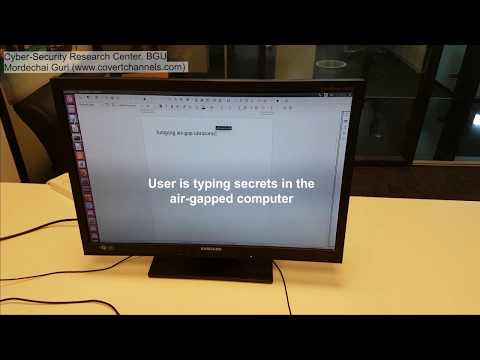 Cyber-Security Research Center, BGU
Mordechai Guri (www.covertchannels.com)
User is typing secrets in the
air-gapped computer
SAMSUNG